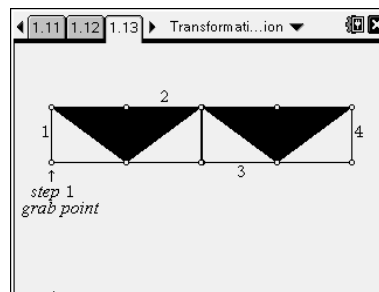 1.11 1.12 1.13 Transformati...ion
2
1 4
3
↑
step 1
grab point